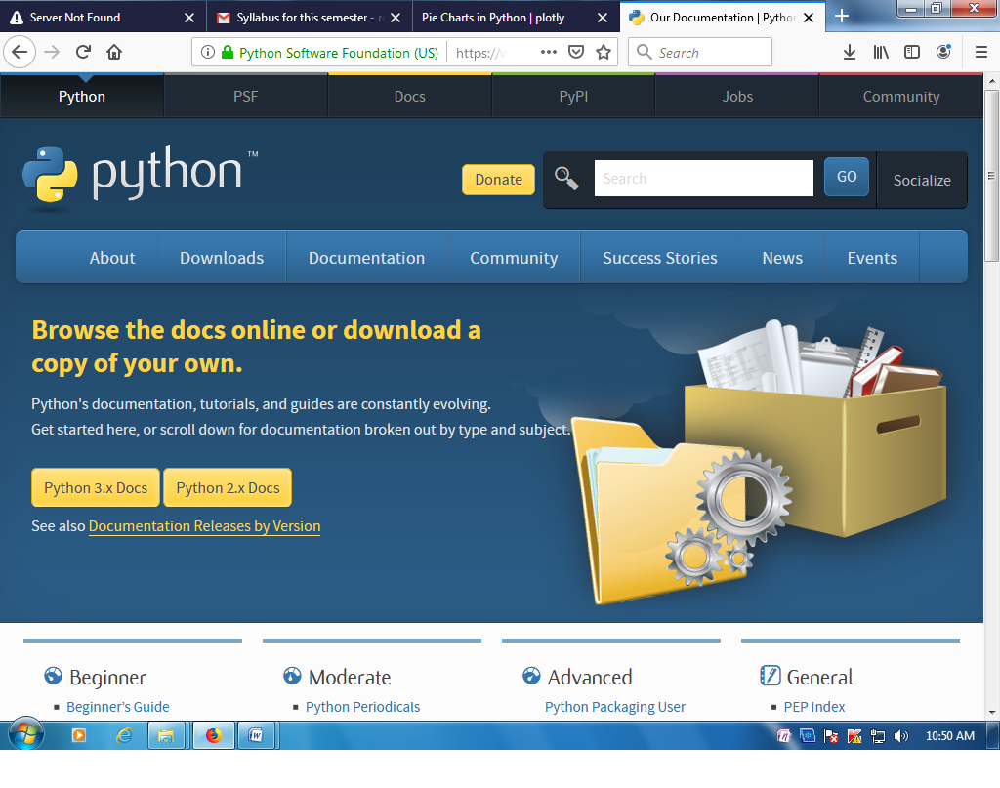 Server Not Found
Syllabus for this semester -
Pie Charts in Python | plotly
Our Documentation | Python
Python Software Foundation (US)
https://
Search
Python
PSF
Docs
PyPI
Jobs
Community
python™
Donate
Search
GO
Socialize
About
Downloads
Documentation
Community
Success Stories
News
Events
Browse the docs online or download a
copy of your own.
Python's documentation, tutorials, and guides are constantly evolving.
Get started here, or scroll down for documentation broken out by type and subject.
Python 3.x Docs
Python 2.x Docs
See also Documentation Releases by Version
Beginner
Moderate
Advanced
General
Beginner's Guide
Python Periodicals
Python Packaging User
PEP Index
10:50 AM